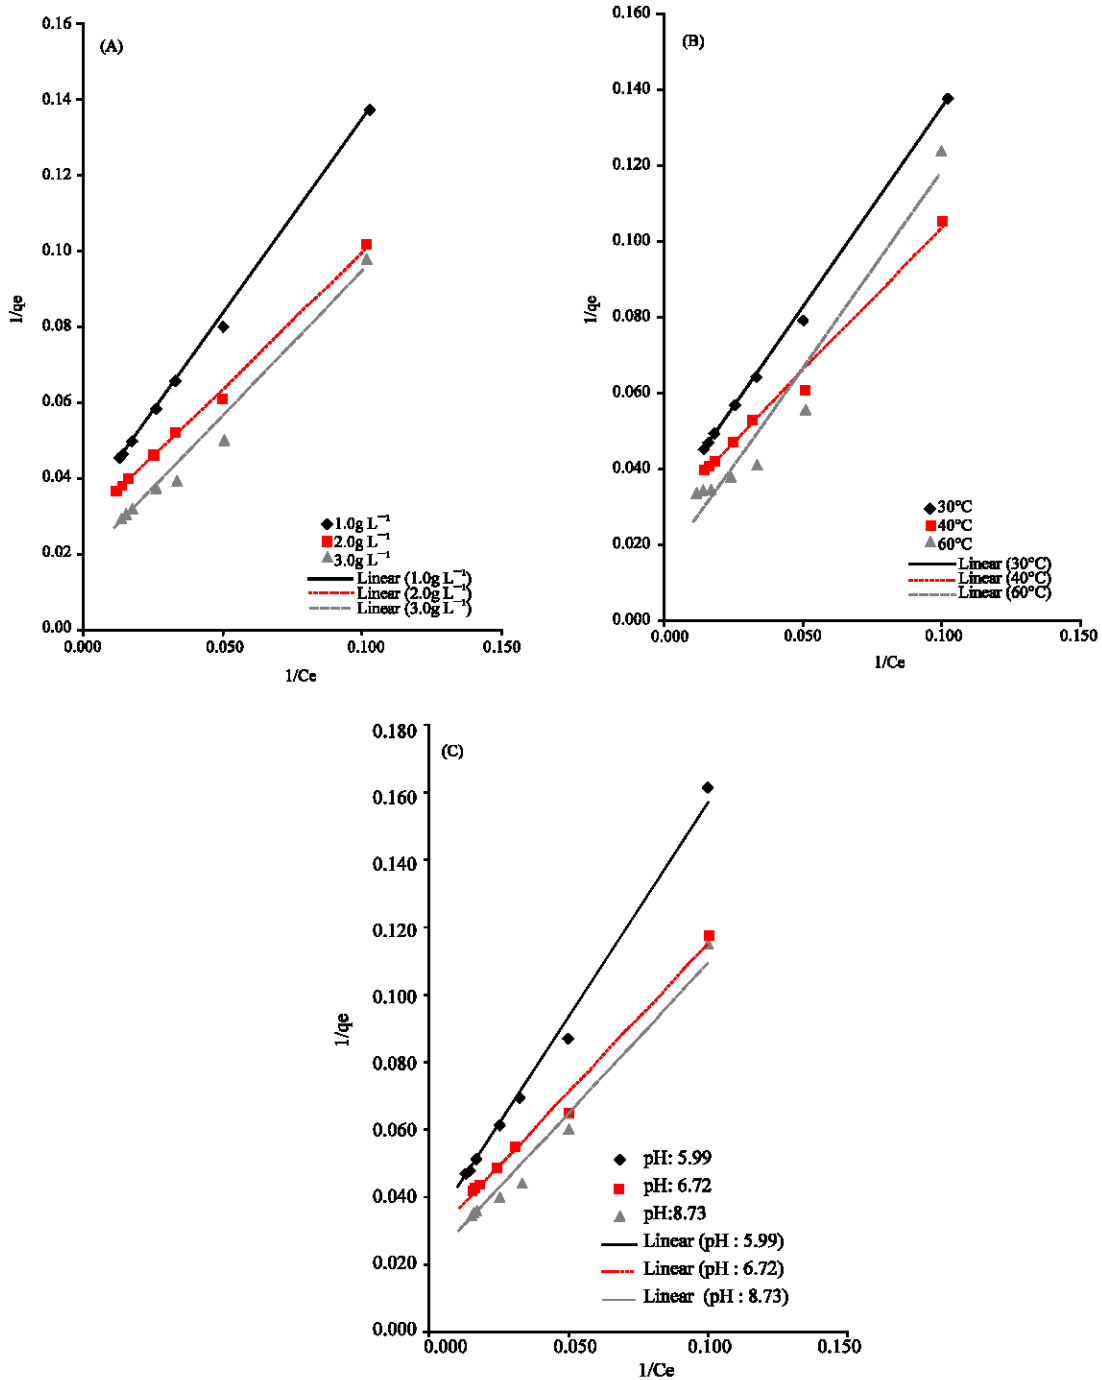 (A)
0.16
0.14
0.12
0.10
0.08
0.06
0.04
0.02
0.00
1/qe
1.0g L⁻¹
2.0g L⁻¹
3.0g L⁻¹
Linear (1.0g L⁻¹)
Linear (2.0g L⁻¹)
Linear (3.0g L⁻¹)
0.000 0.050 0.100 0.150
1/Ce
(B)
0.160
0.140
0.120
0.100
0.080
0.060
0.040
0.020
0.000
1/qe
30°C
40°C
60°C
Linear (30°C)
Linear (40°C)
Linear (60°C)
0.000 0.050 0.100 0.150
1/Ce
(C)
0.180
0.160
0.140
0.120
0.100
0.080
0.060
0.040
0.020
0.000
1/qe
pH: 5.99
pH: 6.72
pH:8.73
Linear (pH : 5.99)
Linear (pH : 6.72)
Linear (pH : 8.73)
0.000 0.050 0.100 0.150
1/Ce